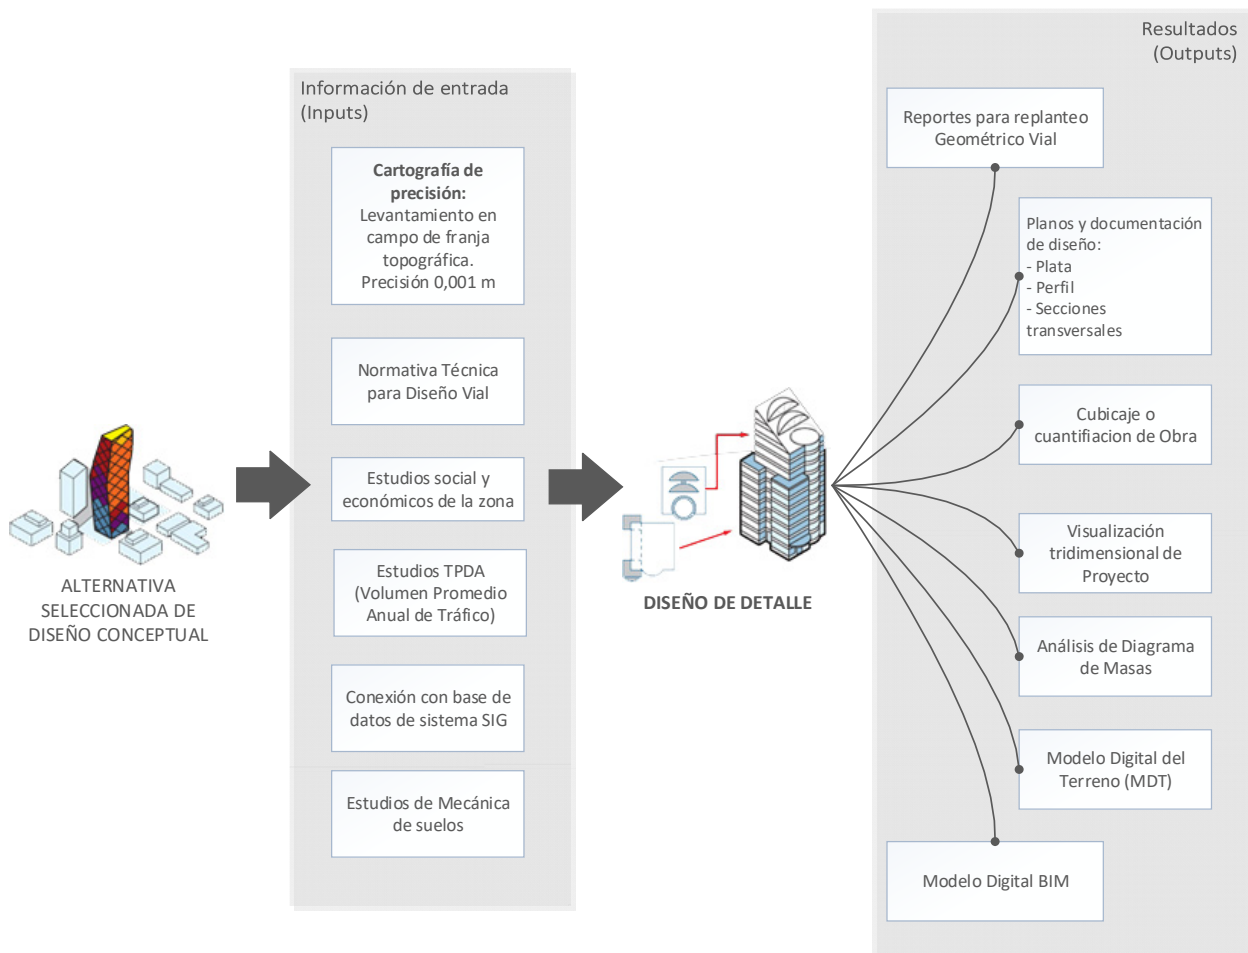 ALTERNATIVA
SELECCIONADA DE
DISEÑO CONCEPTUAL
Información de entrada
(Inputs)
Cartografía de
precisión:
Levantamiento en
campo de franja
topográfica.
Precisión 0,001 m
Normativa Técnica
para Diseño Vial
Estudios social y
económicos de la zona
Estudios TPDA
(Volumen Promedio
Anual de Tráfico)
Conexión con base de
datos de sistema SIG
Estudios de Mecánica
de suelos
DISEÑO DE DETALLE
Resultados
(Outputs)
Reportes para replanteo
Geométrico Vial
Planos y documentación
de diseño:
- Plata
- Perfil
- Secciones
transversales
Cubicaje o
cuantifiacion de Obra
Visualización
tridimensional de
Proyecto
Análisis de Diagrama
de Masas
Modelo Digital del
Terreno (MDT)
Modelo Digital BIM